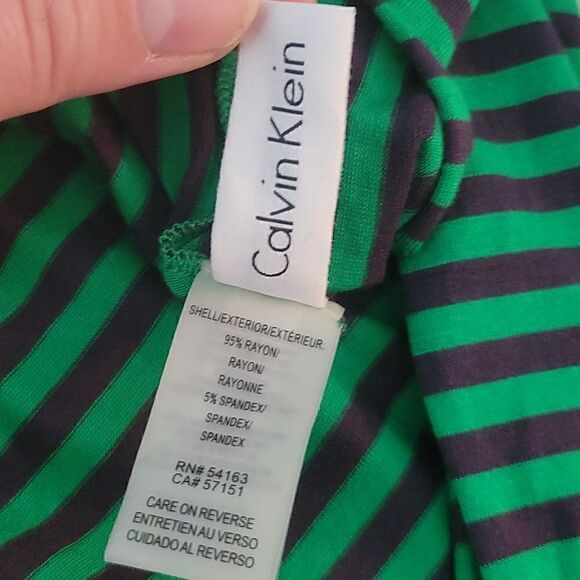 Calvin Klein
SHELL/EXTERIOR/EXTÉRIEUR:
95% RAYON/
RAYON/
RAYONNE
5% SPANDEX/
SPANDEX/
SPANDEX
RN# 54163
CA# 57151
CARE ON REVERSE
ENTRETIEN AU VERSO
CUIDADO AL REVERSO